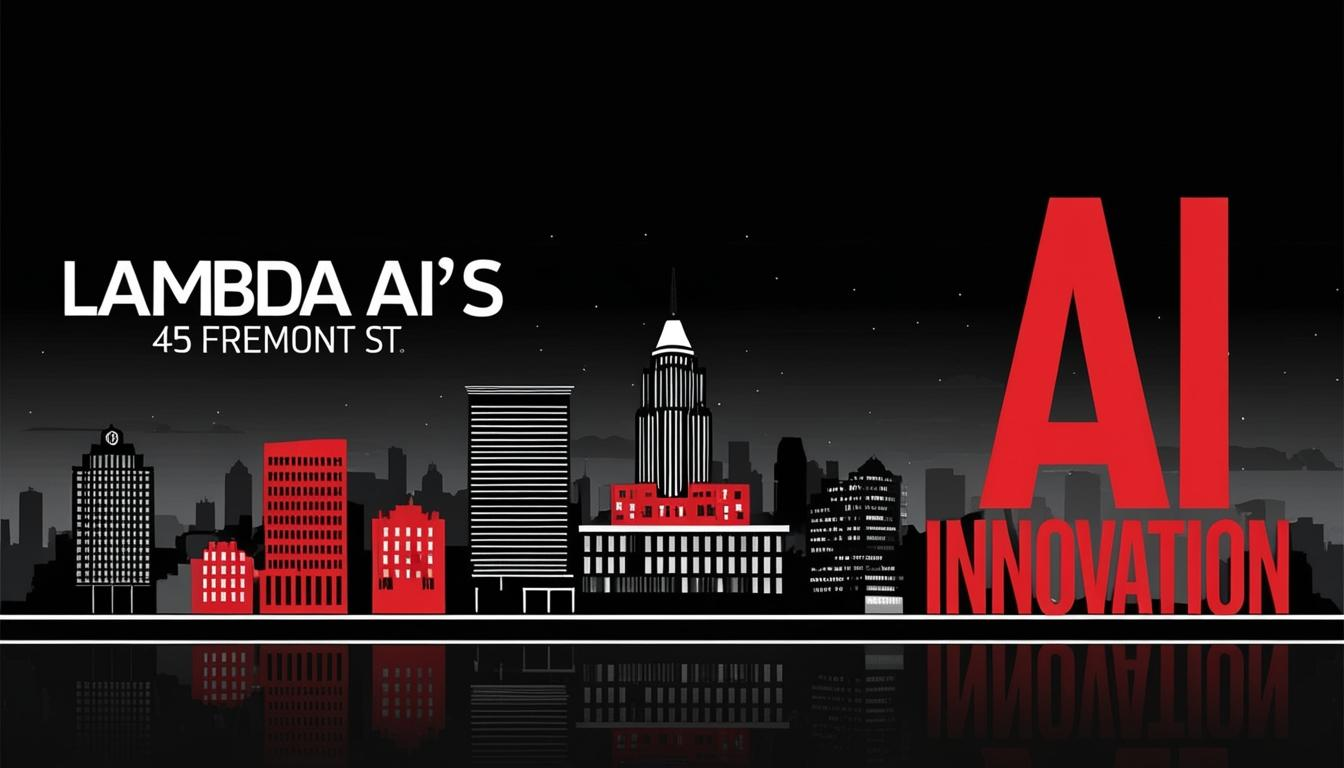 LAMBDA AI’S
45 FREMONT ST.
AI
INNOVATION